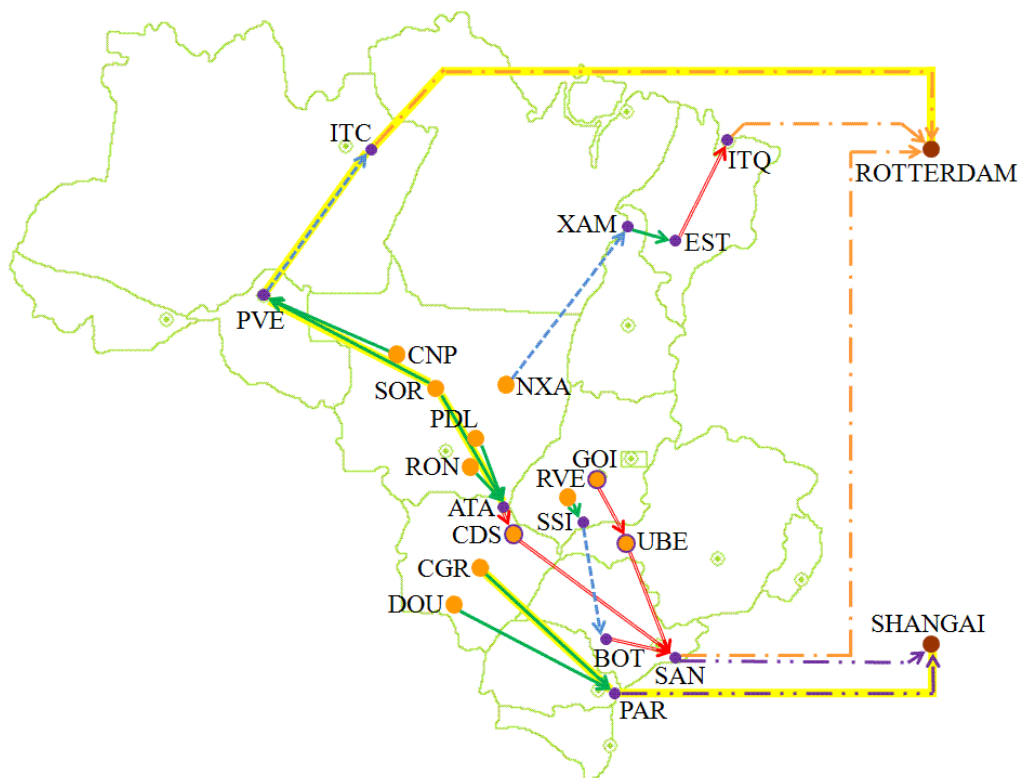 ITC
ITQ
ROTTERDAM
XAM
EST
PVE
CNP
SOR
NXA
PDL
RON
GOI
RVE
ATA
SSI
CDS
UBE
CGR
DOU
SHANGAI
BOT
SAN
PAR